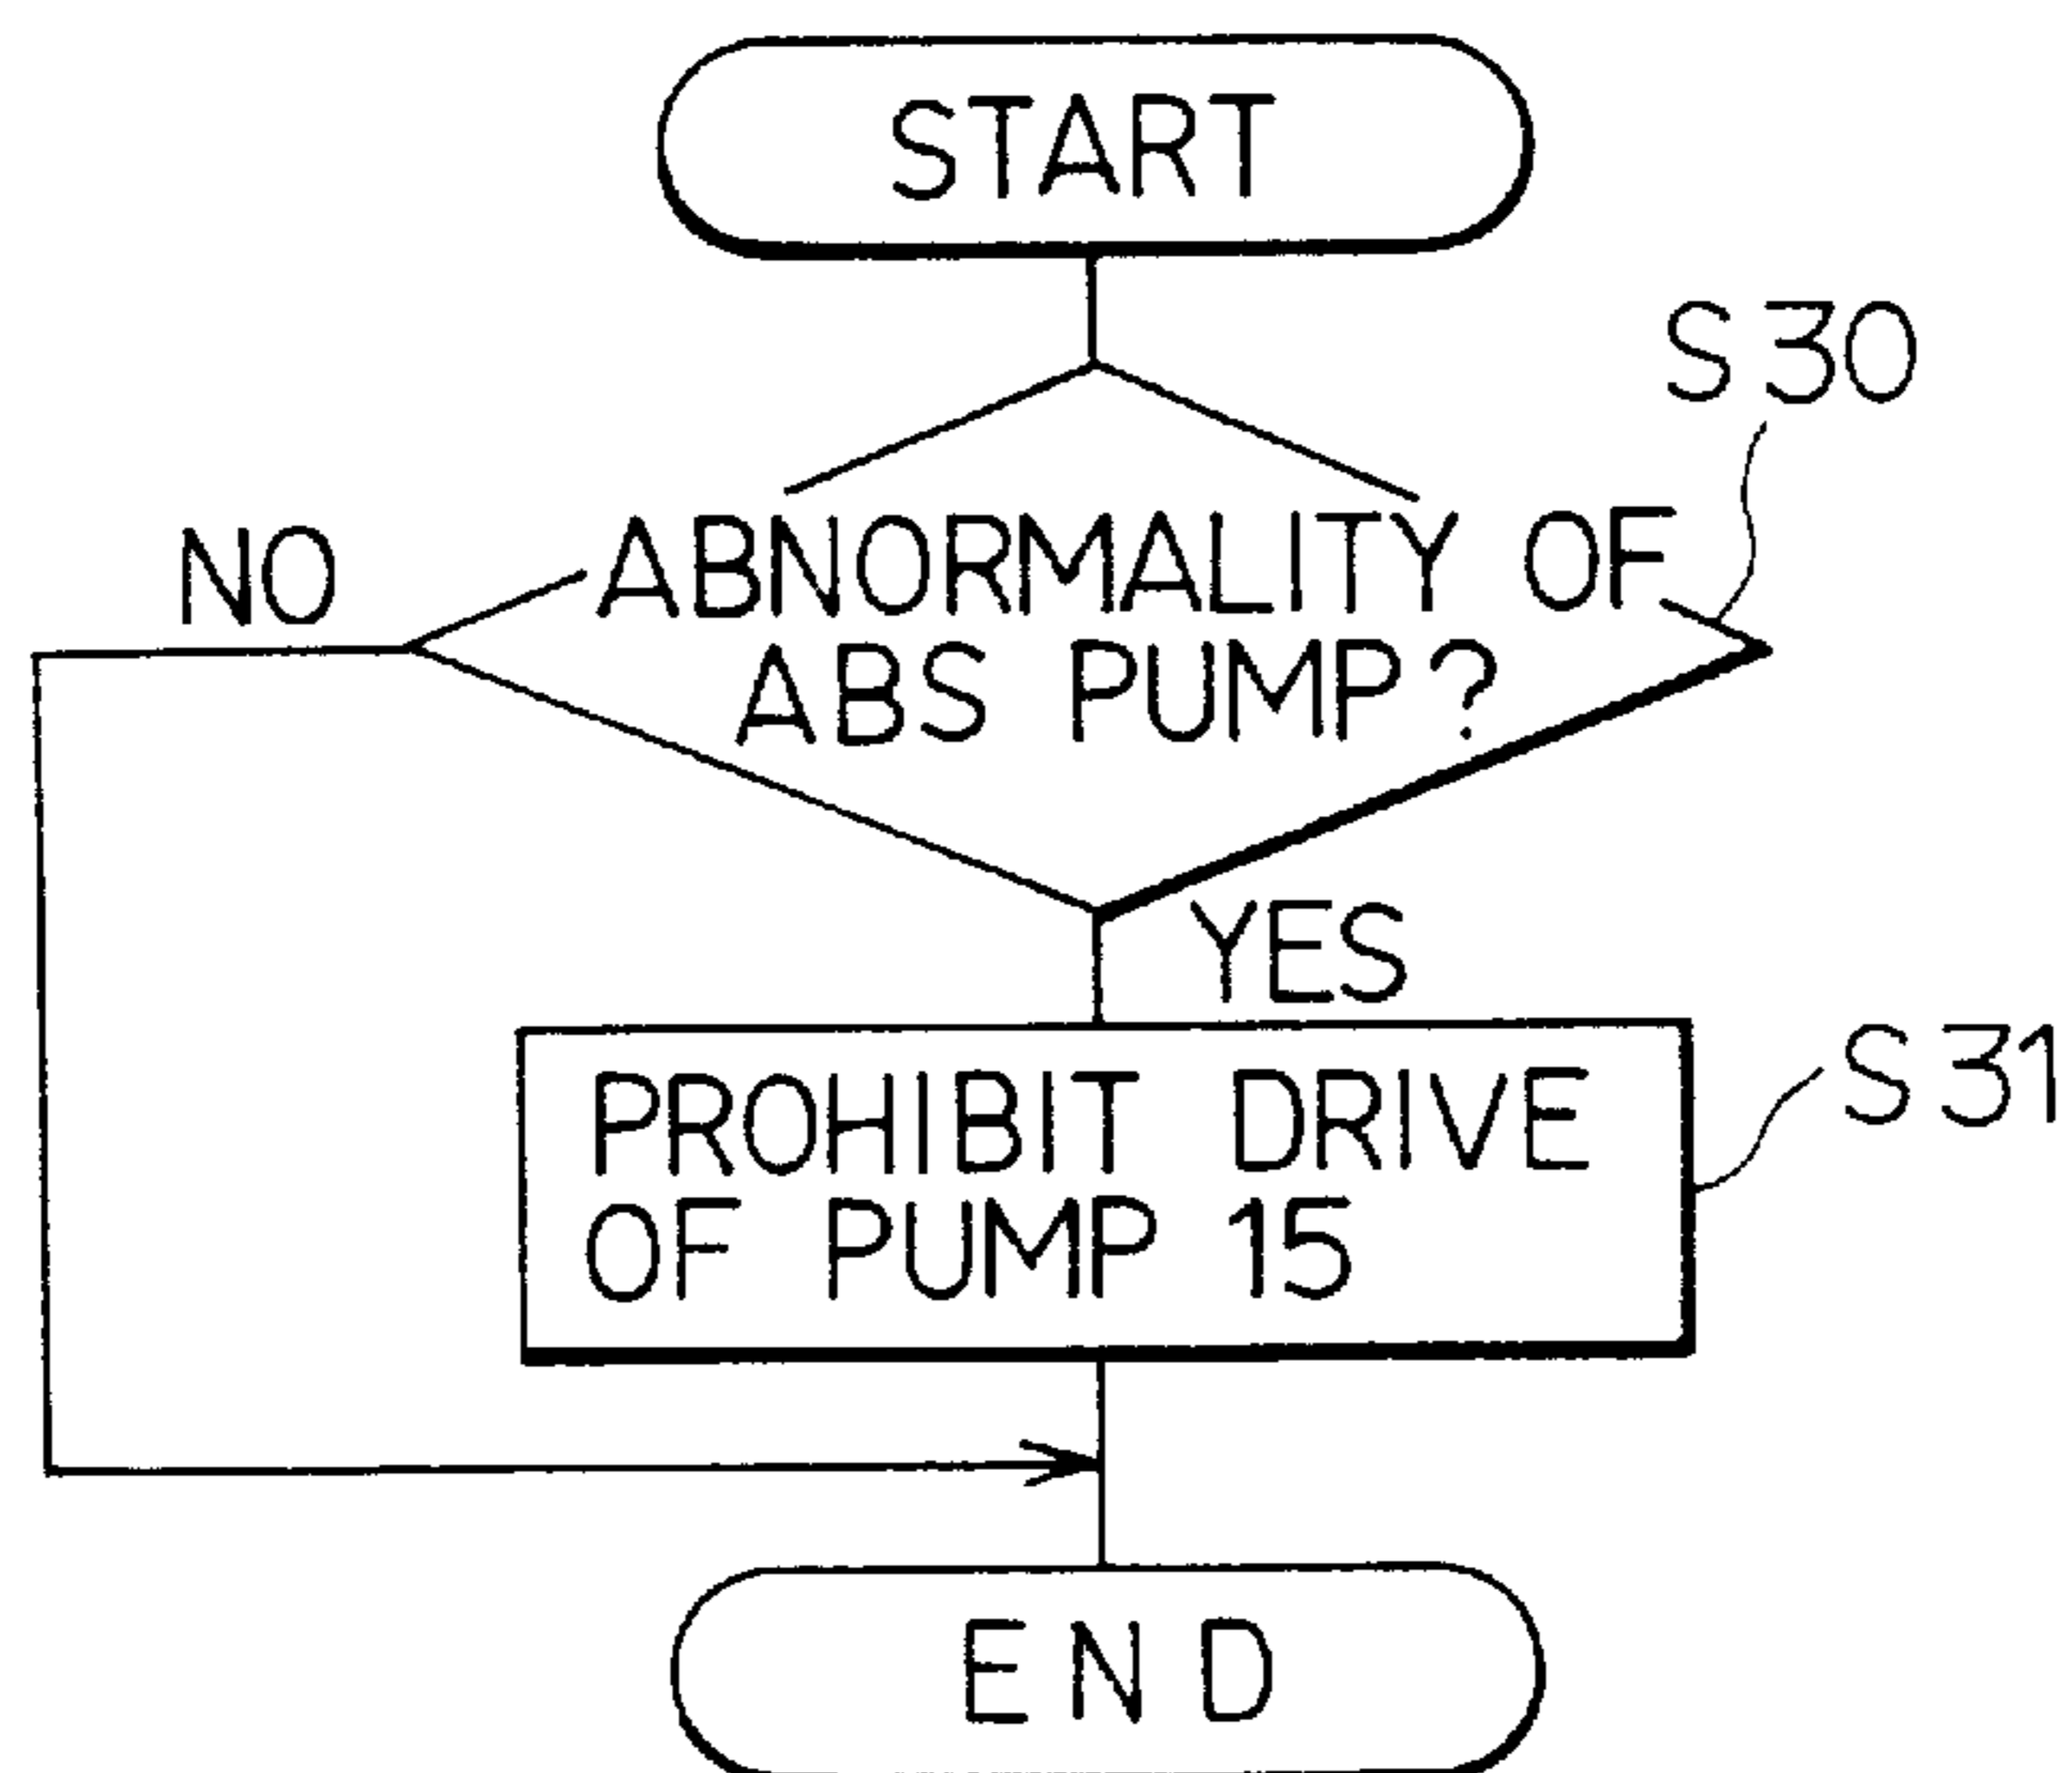 START
S30
NO
ABNORMALITY OF
ABS PUMP?
YES
PROHIBIT DRIVE
OF PUMP 15
S31
END